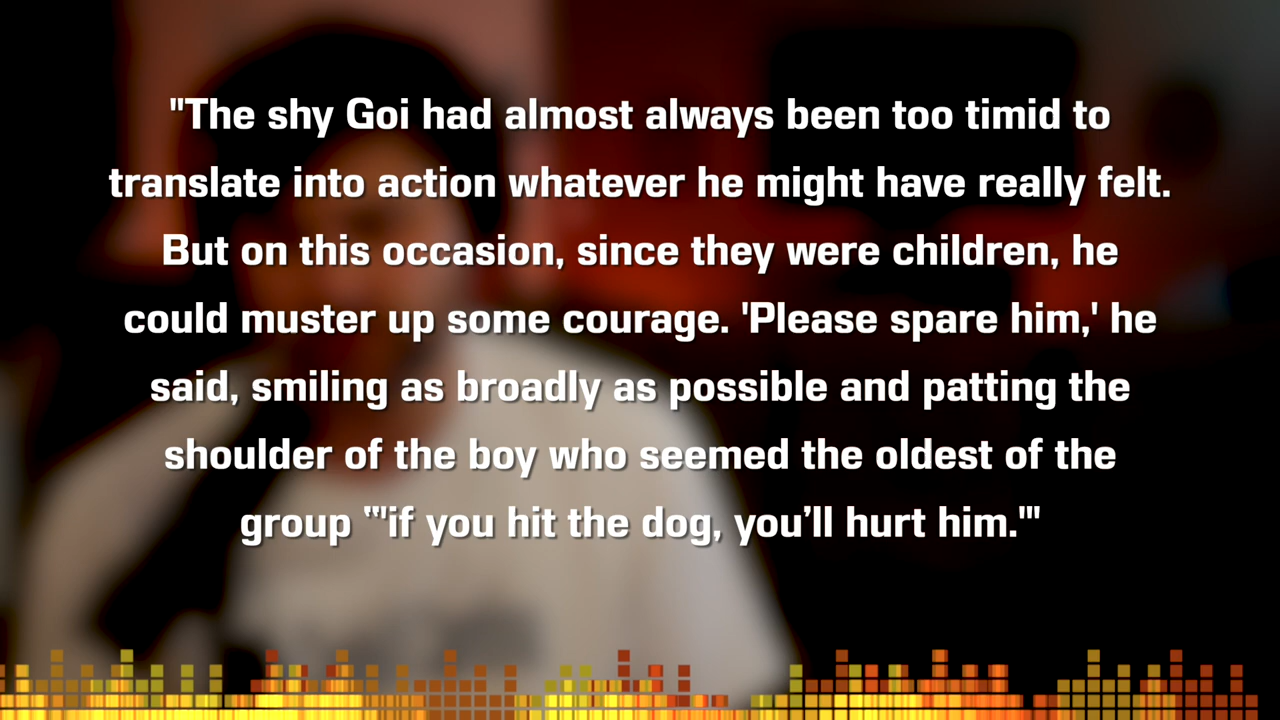 "The shy Goi had almost always been too timid to
translate into action whatever he might have really felt.
But on this occasion, since they were children, he
could muster up some courage. 'Please spare him,' he
said, smiling as broadly as possible and patting the
shoulder of the boy who seemed the oldest of the
group "'if you hit the dog, you’ll hurt him.'"